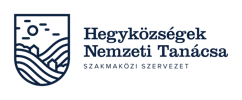 Hegyközségek
Nemzeti Tanácsa
SZAKMAKÖZI SZERVEZET